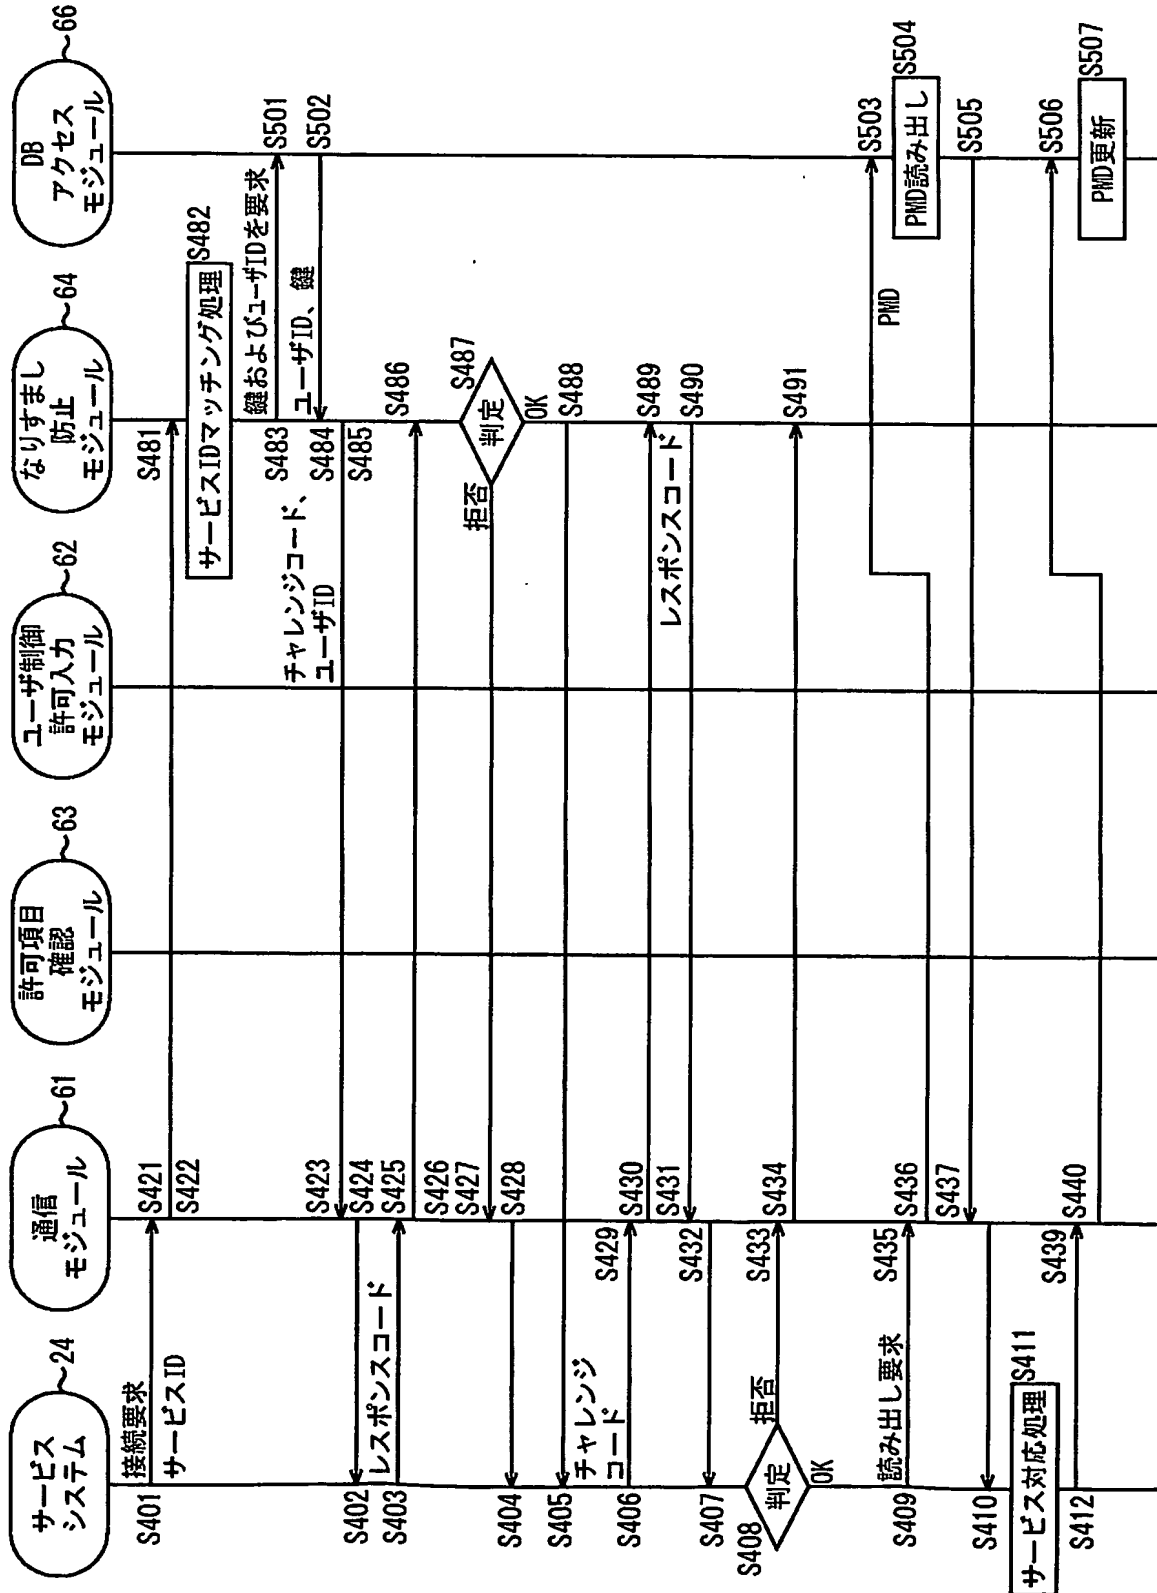 サービス
システム
24
通信
モジュール
61
許可項目
確認
モジュール
63
ユーザ制御
許可入力
モジュール
62
なりすまし
防止
モジュール
64
DB
アクセス
モジュール
66
S401
接続要求
サービスID
S421
S422
S481
サービスIDマッチング処理
S482
S483
鍵およびユーザIDを要求
S501
S484
ユーザID、鍵
S502
S485
チャレンジコード、
ユーザID
S423
S402
S424
S403
レスポンスコード
S425
S426
S486
判定
S487
拒否
OK
S427
S428
S404
S488
S405
チャレンジ
コード
S406
S429
S430
S489
S490
レスポンスコード
S431
S432
S407
S408
判定
拒否
OK
S433
S434
S491
S409
読み出し要求
S435
S436
PMD
S503
PMD読み出し
S504
S505
S437
S410
サービス対応処理
S411
S412
S439
S440
S506
PMD更新
S507